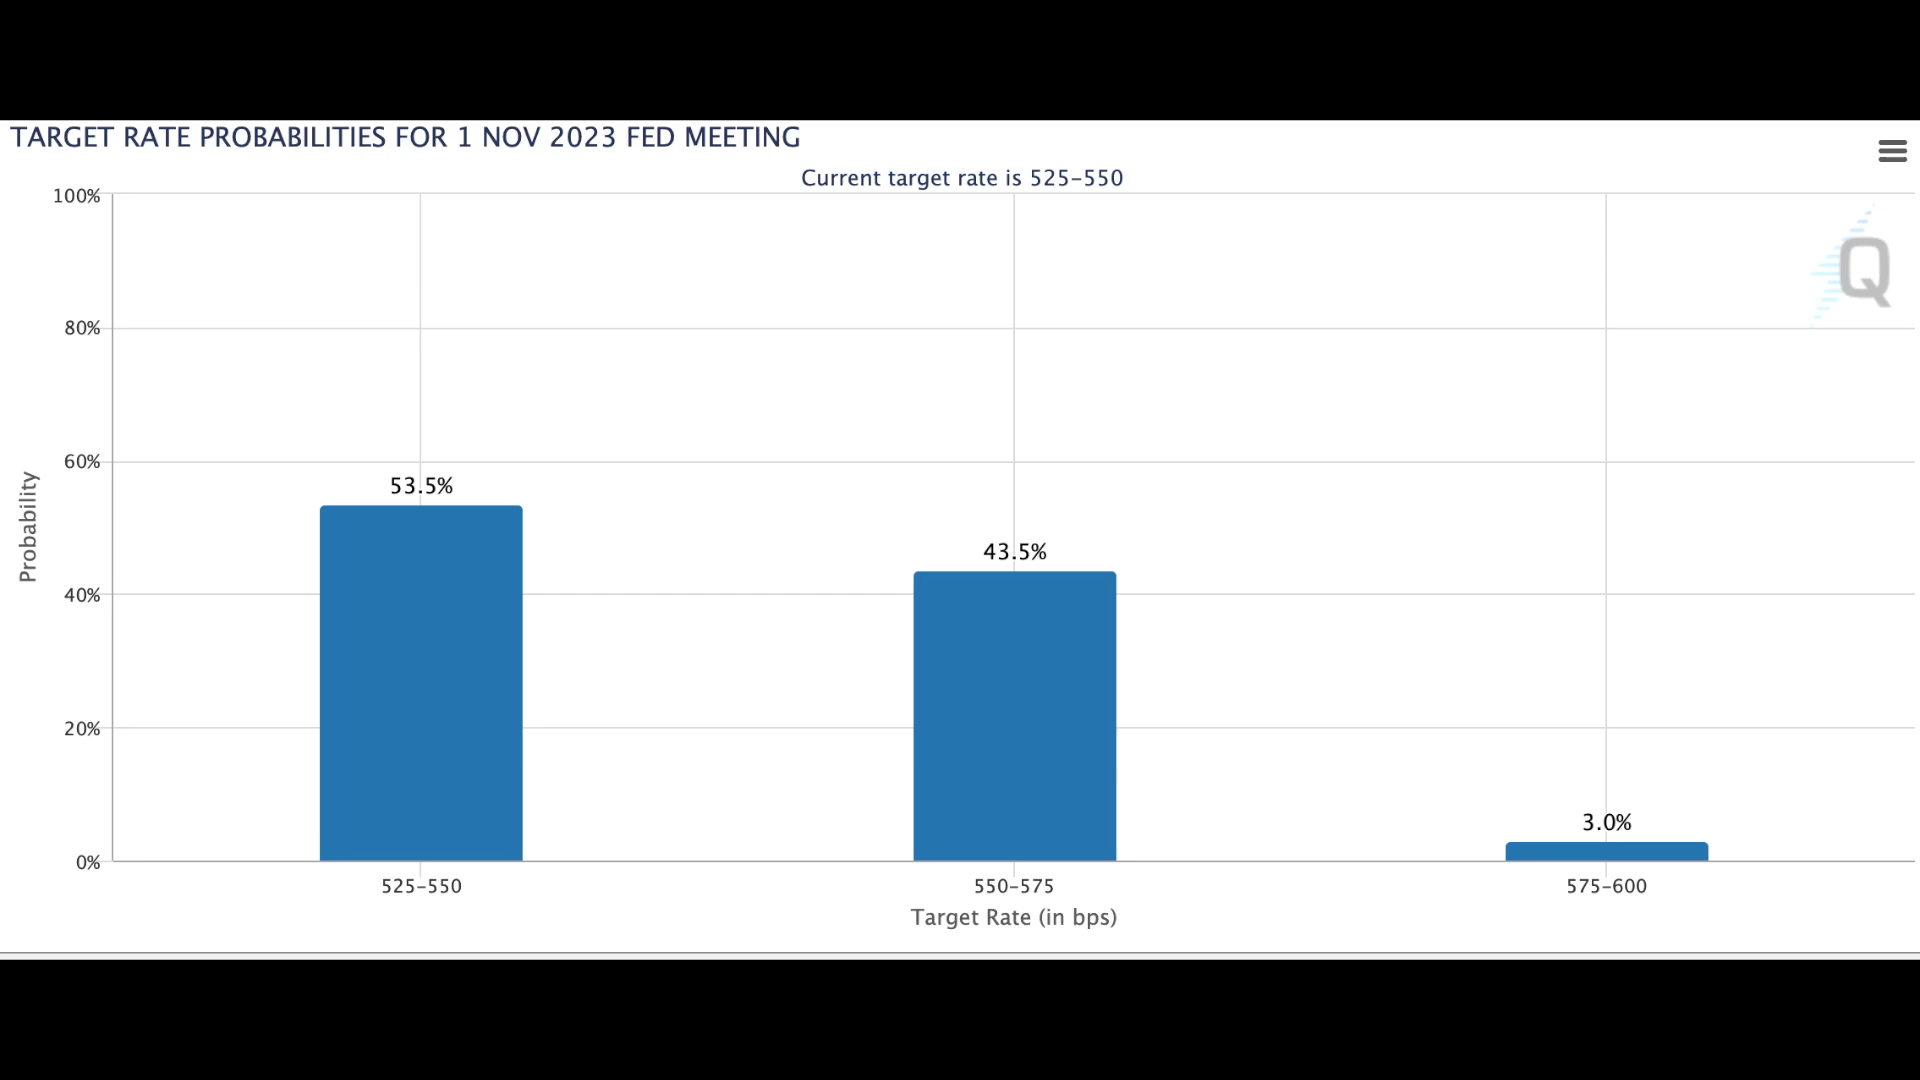 TARGET RATE PROBABILITIES FOR 1 NOV 2023 FED MEETING
Current target rate is 525–550
100%
80%
60%
40%
20%
0%
Probability
53.5%
43.5%
3.0%
525–550
550–575
575–600
Target Rate (in bps)
Q